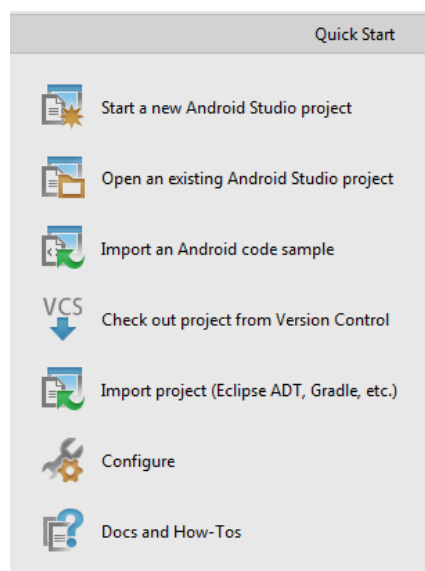 Quick Start
Start a new Android Studio project
Open an existing Android Studio project
Import an Android code sample
VCS
Check out project from Version Control
Import project (Eclipse ADT, Gradle, etc.)
Configure
Docs and How-Tos